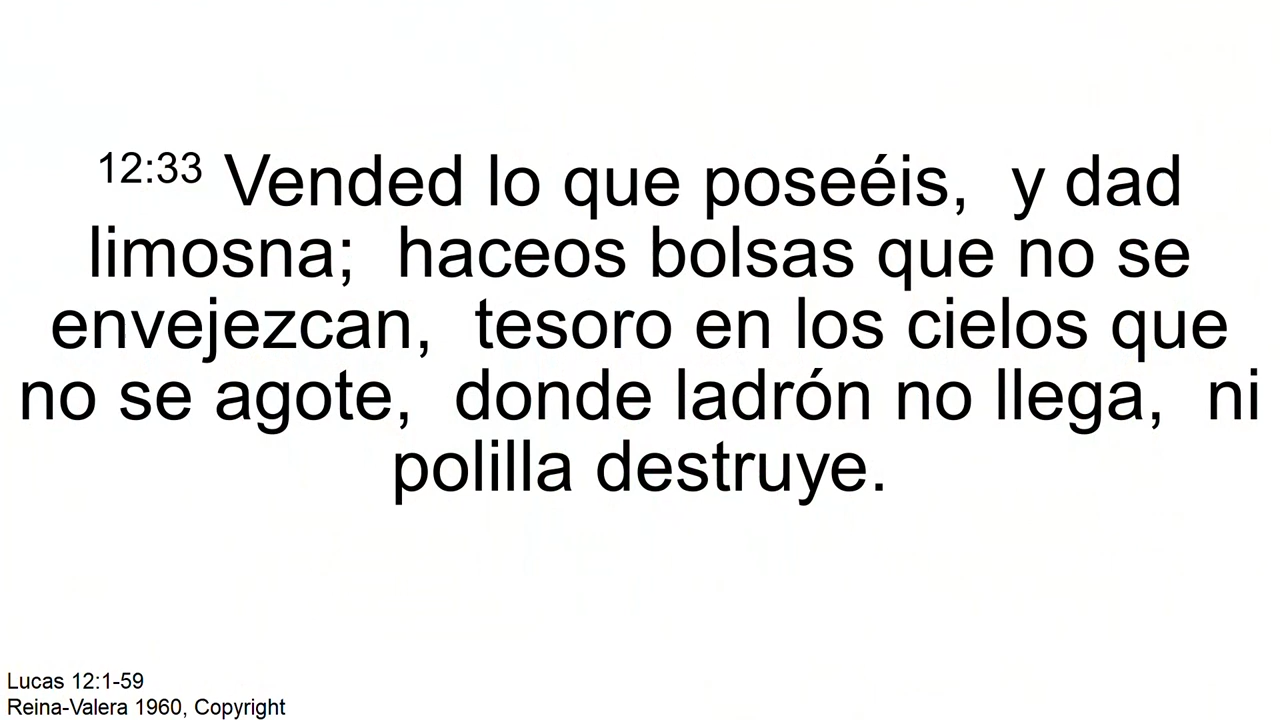 12:33 Vended lo que poseéis,  y dad
limosna;  haceos bolsas que no se
envejezcan,  tesoro en los cielos que
no se agote,  donde ladrón no llega,  ni
polilla destruye.
Lucas 12:1-59
Reina-Valera 1960, Copyright